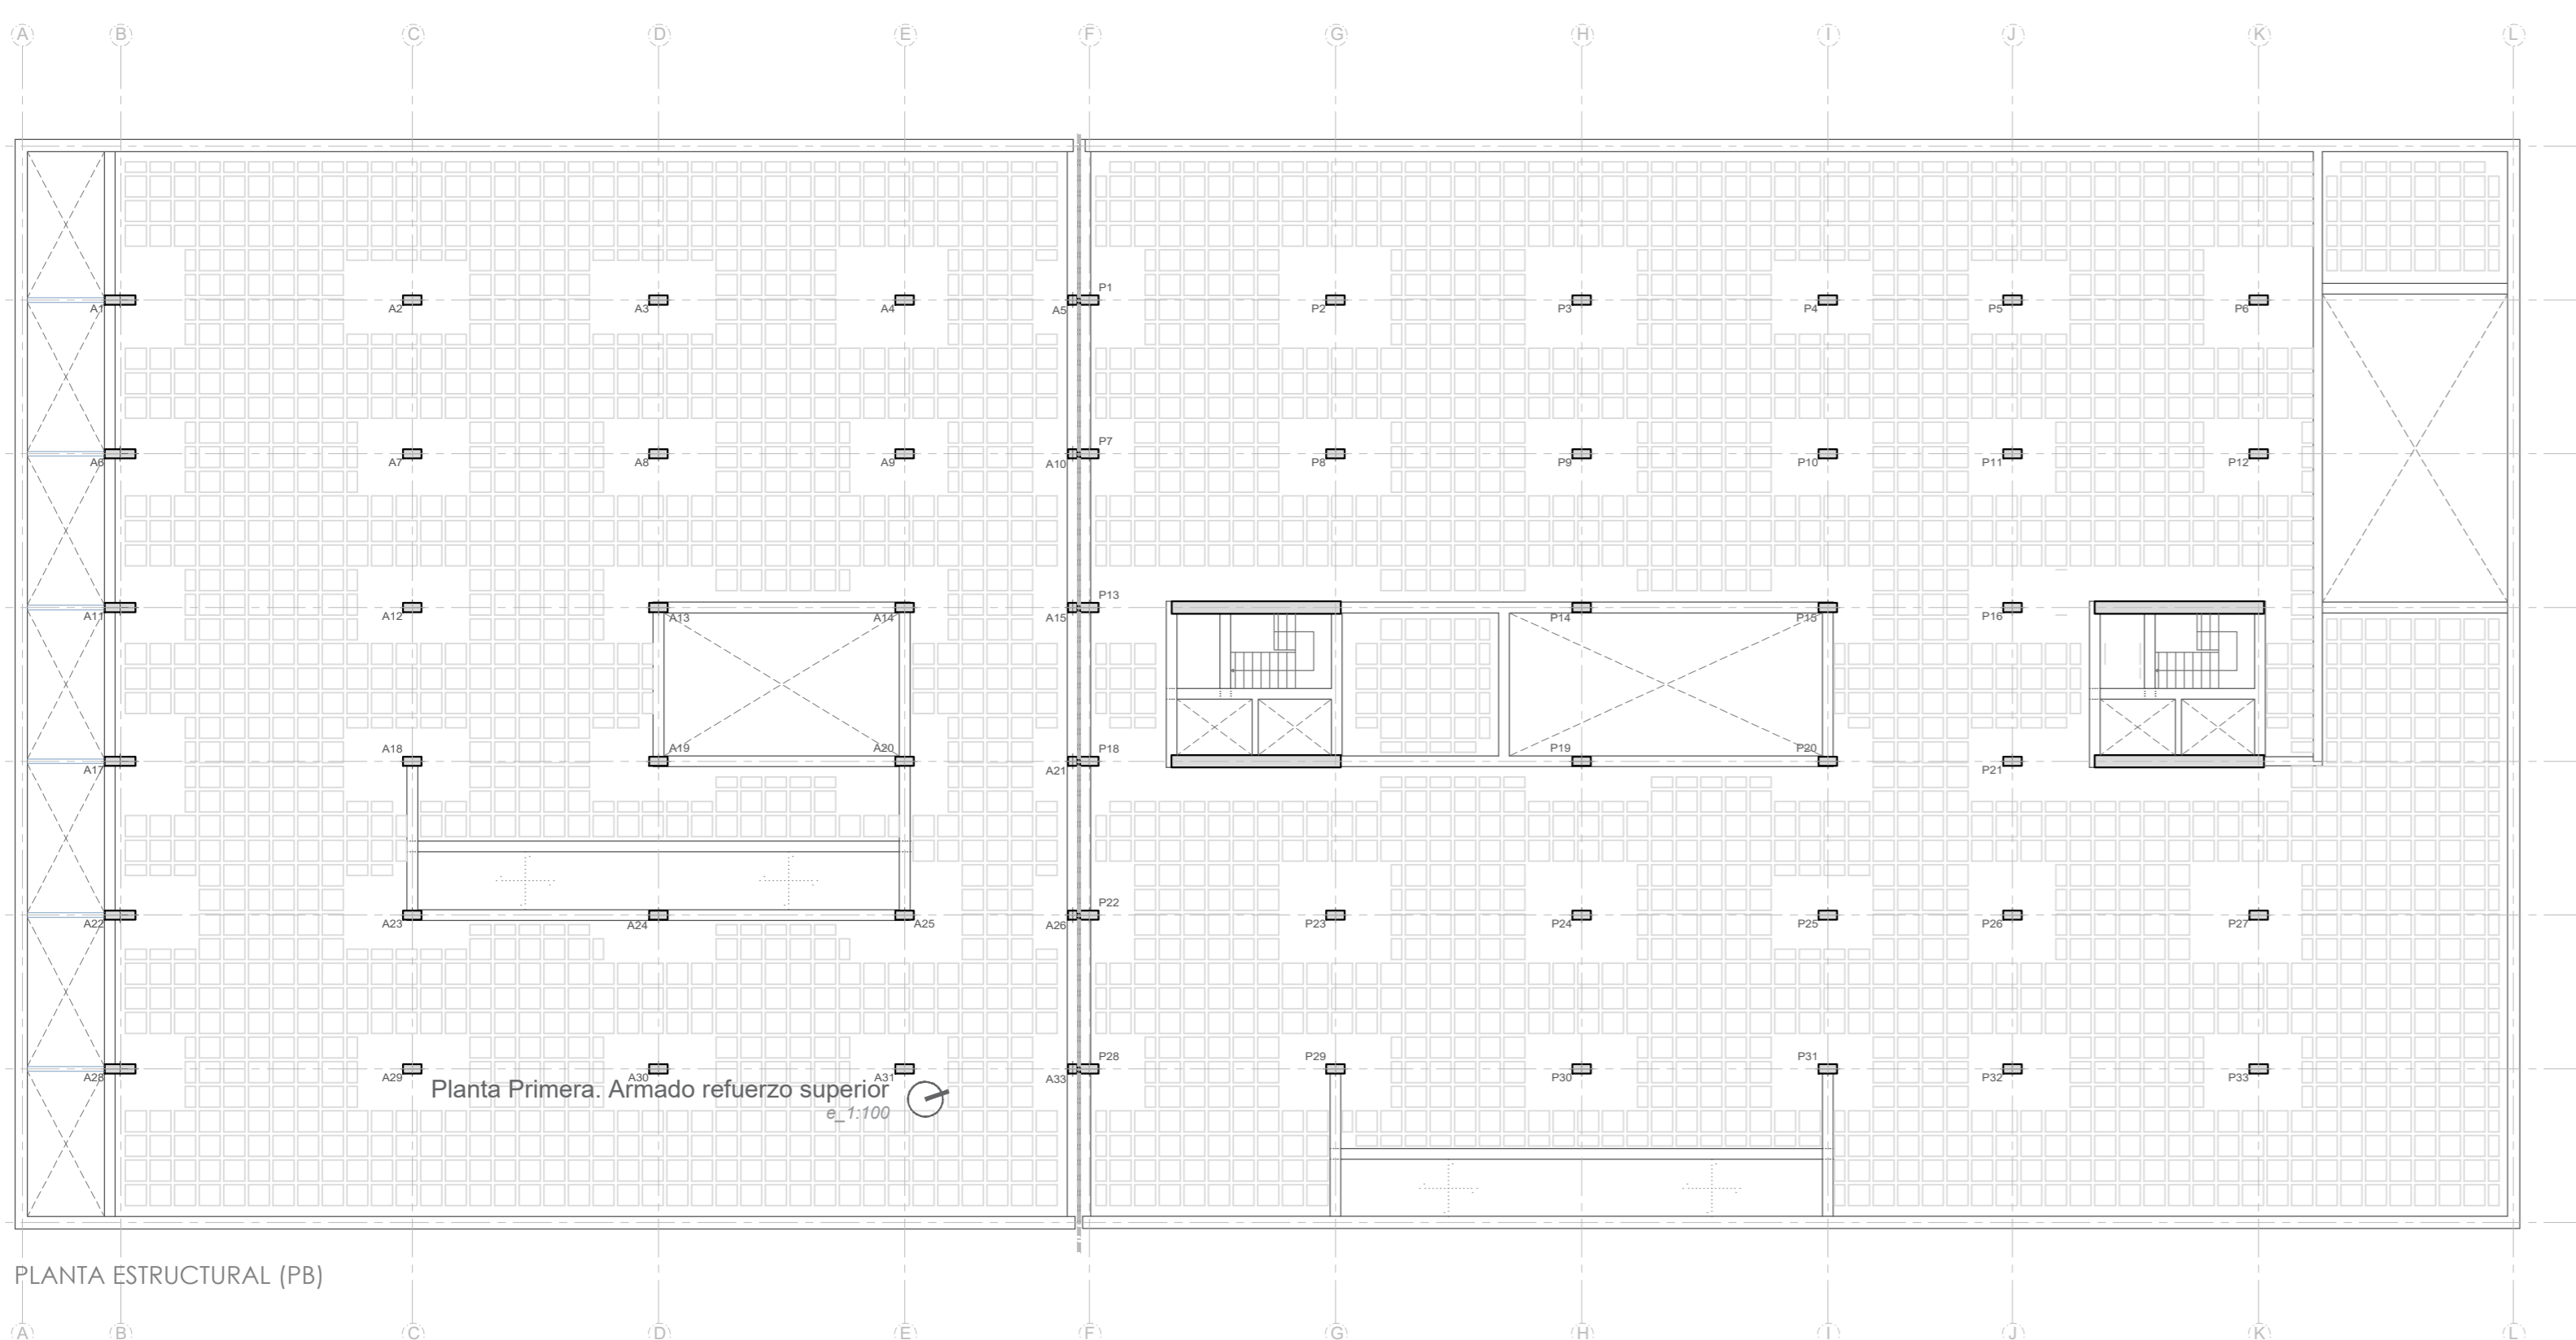 A B C D E F G H I J K L
P1
A1 A2 A3 A4 A5 P2 P3 P4 P5 P6
P7
A6 A7 A8 A9 A10 P8 P9 P10 P11 P12
P13
A11 A12 A13 A14 A15 P14 P15 P16
A18 A19 A20 P18 P19 P20
A17 A21 P21
P22
A22 A23 A24 A25 A26 P23 P24 P25 P26 P27
P28 P29 P31
A28 A29 A30 A31 A33 P30 P32 P33
Planta Primera. Armado refuerzo superior
e_1:100
PLANTA ESTRUCTURAL (PB)
A B C D E F G H I J K L